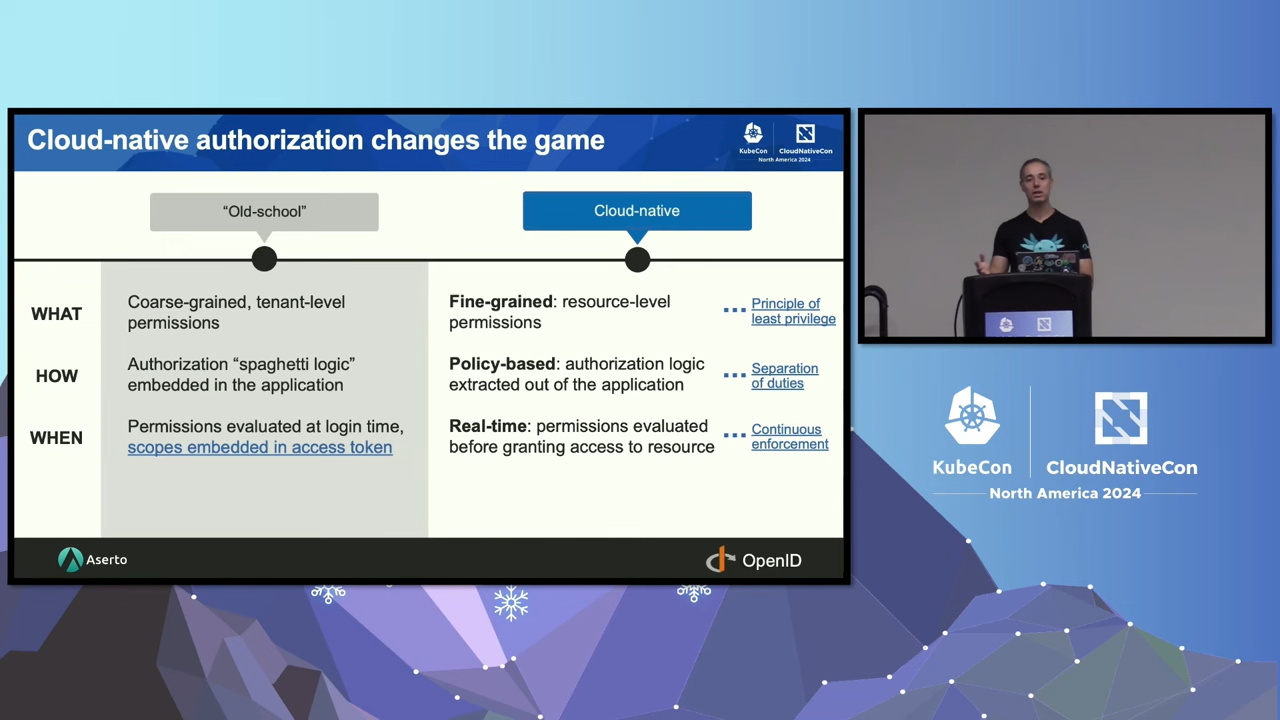 Cloud-native authorization changes the game
KubeCon
CloudNativeCon
North America 2024
“Old-school”
Cloud-native
WHAT
Coarse-grained, tenant-level
permissions
Fine-grained: resource-level
permissions
Principle of
least privilege
HOW
Authorization “spaghetti logic”
embedded in the application
Policy-based: authorization logic
extracted out of the application
Separation
of duties
WHEN
Permissions evaluated at login time,
scopes embedded in access token
Real-time: permissions evaluated
before granting access to resource
Continuous
enforcement
Aserto
OpenID
KubeCon
CloudNativeCon
North America 2024